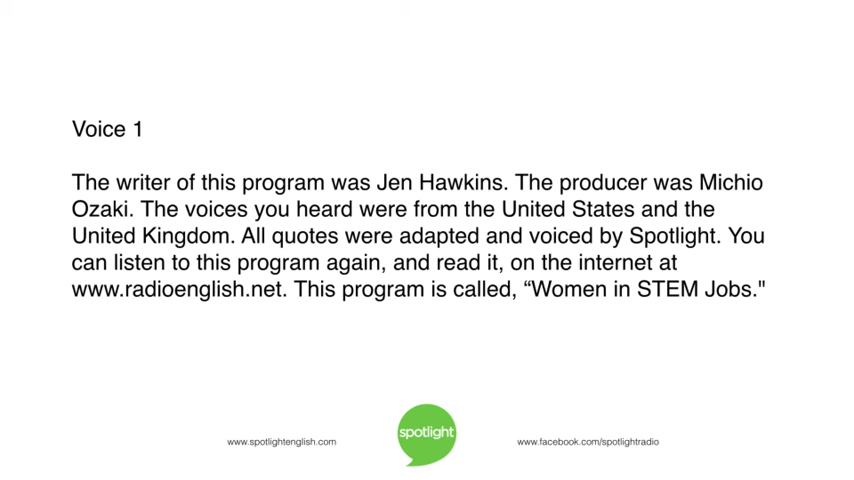 Voice 1
The writer of this program was Jen Hawkins. The producer was Michio
Ozaki. The voices you heard were from the United States and the
United Kingdom. All quotes were adapted and voiced by Spotlight. You
can listen to this program again, and read it, on the internet at
www.radioenglish.net. This program is called, “Women in STEM Jobs."
www.spotlightenglish.com
spotlight
www.facebook.com/spotlightradio